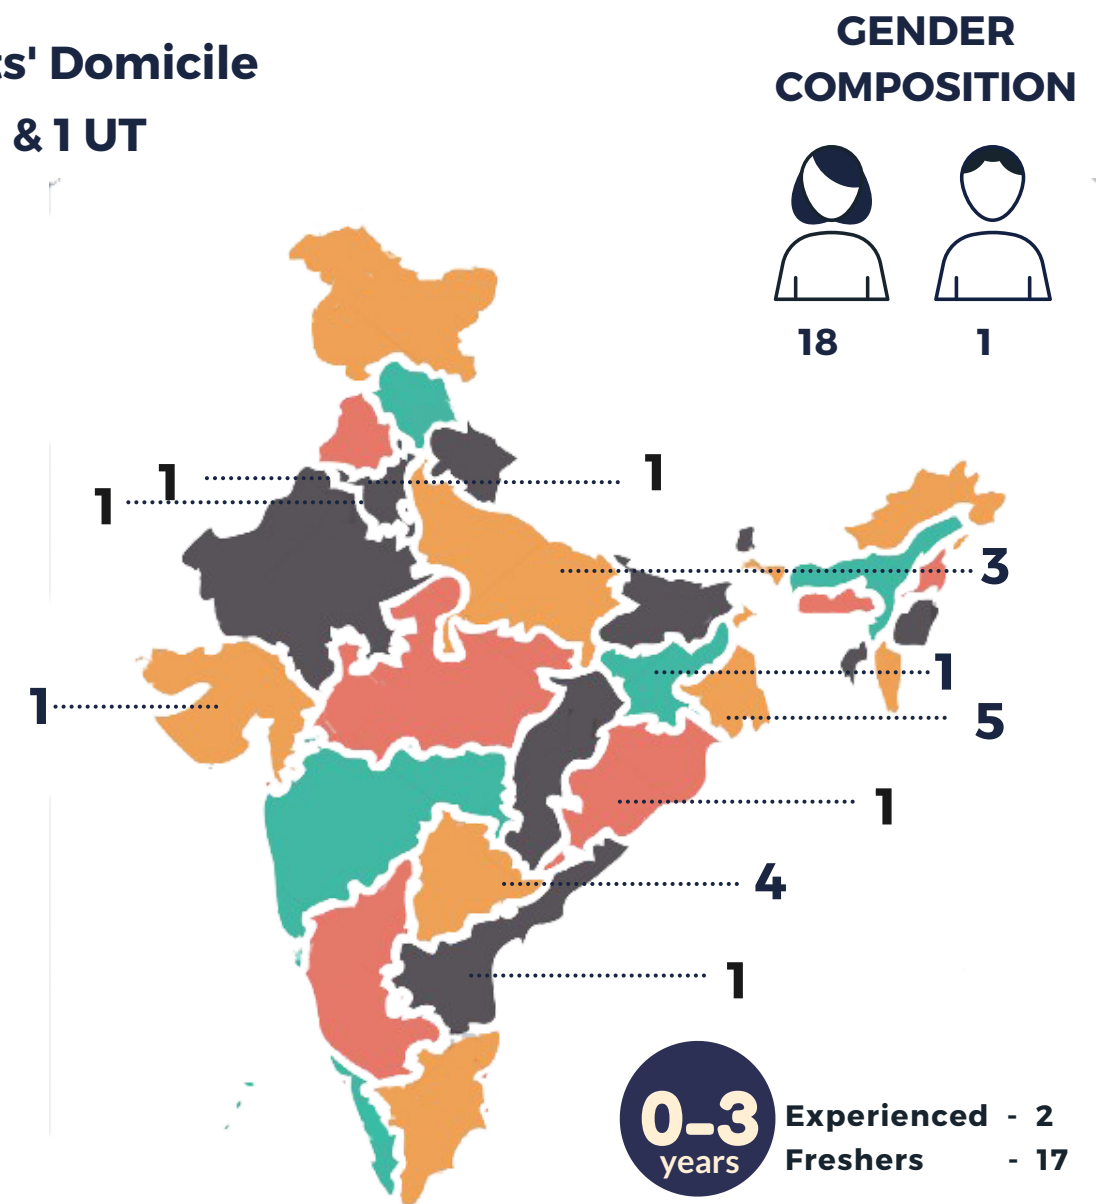 ts' Domicile
& 1 UT
GENDER
COMPOSITION
18
1
1
1
1
3
1
1
5
1
4
1
0-3
years
Experienced - 2
Freshers - 17